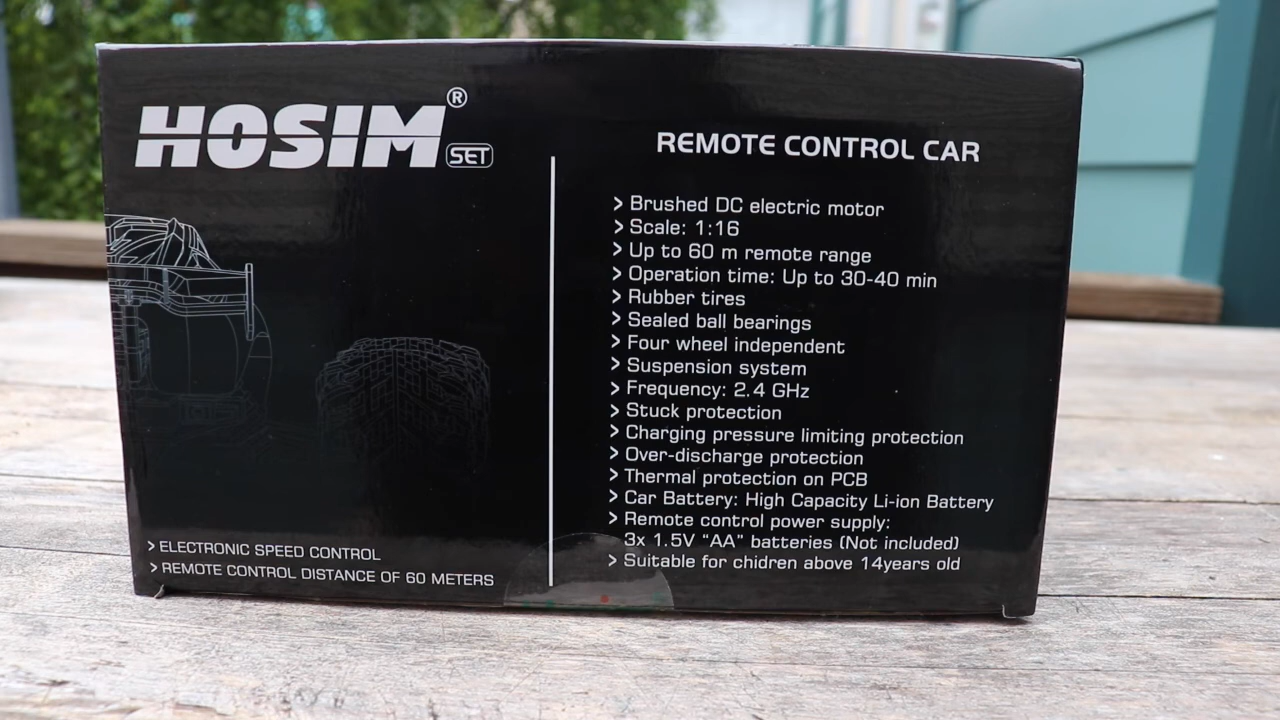 HOSIM®
SET
> ELECTRONIC SPEED CONTROL
> REMOTE CONTROL DISTANCE OF 60 METERS
REMOTE CONTROL CAR
> Brushed DC electric motor
> Scale: 1:16
> Up to 60 m remote range
> Operation time: Up to 30-40 min
> Rubber tires
> Sealed ball bearings
> Four wheel independent
> Suspension system
> Frequency: 2.4 GHz
> Stuck protection
> Charging pressure limiting protection
> Over-discharge protection
> Thermal protection on PCB
> Car Battery: High Capacity Li-ion Battery
> Remote control power supply:
3x 1.5V “AA” batteries (Not included)
> Suitable for chidren above 14years old